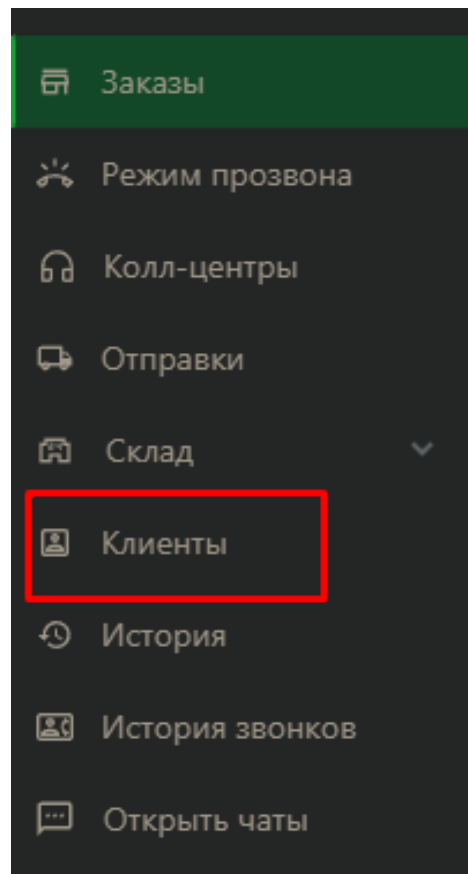 Заказы
Режим прозвона
Колл-центры
Отправки
Склад
Клиенты
История
История звонков
Открыть чаты